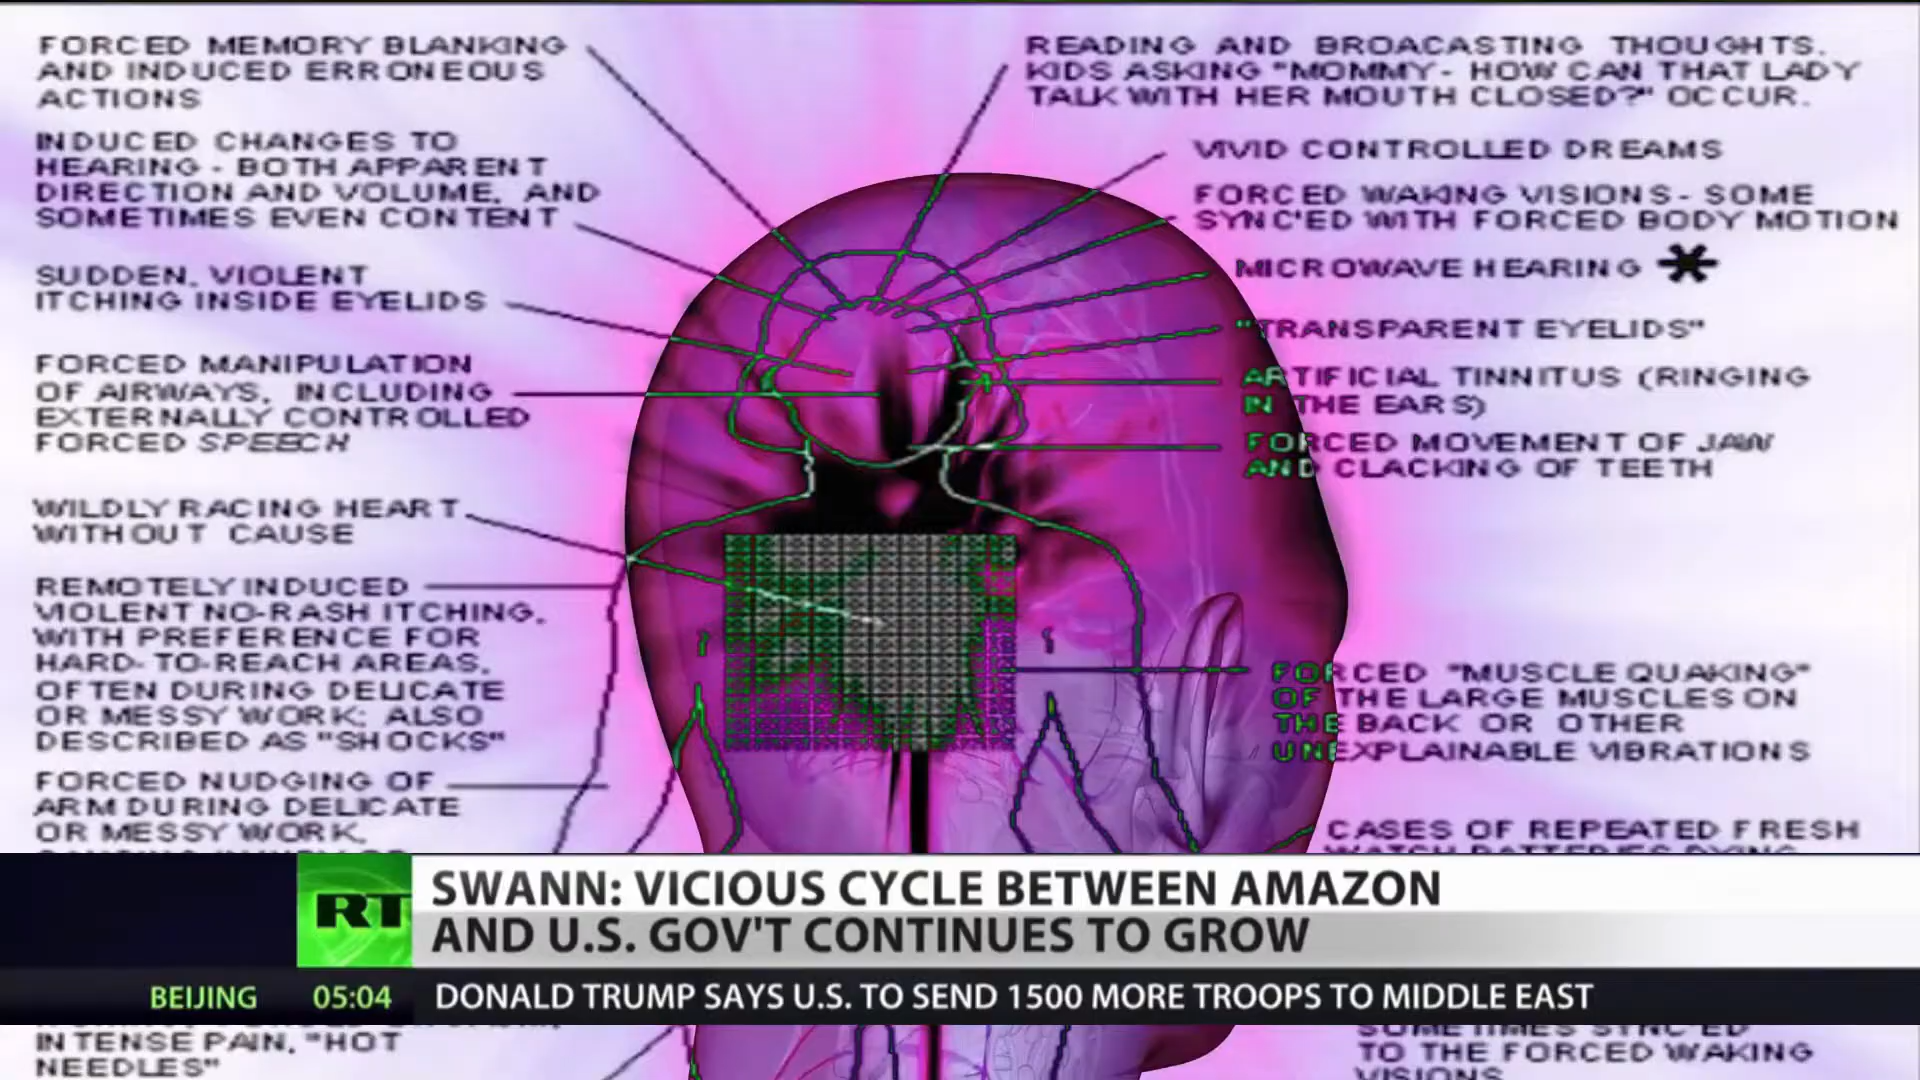 FORCED MEMORY BLANKING
AND INDUCED ERRONEOUS
ACTIONS
INDUCED CHANGES TO
HEARING - BOTH APPARENT
DIRECTION AND VOLUME, AND
SOMETIMES EVEN CONTENT
SUDDEN, VIOLENT
ITCHING INSIDE EYELIDS
FORCED MANIPULATION
OF AIRWAYS, INCLUDING
EXTERNALLY CONTROLLED
FORCED SPEECH
WILDLY RACING HEART
WITHOUT CAUSE
REMOTELY INDUCED
VIOLENT NO-RASH ITCHING,
WITH PREFERENCE FOR
HARD-TO-REACH AREAS,
OFTEN DURING DELICATE
OR MESSY WORK; ALSO
DESCRIBED AS "SHOCKS"
FORCED NUDGING OF
ARM DURING DELICATE
OR MESSY WORK,
INTENSE PAIN, "HOT
NEEDLES"
READING AND BROACASTING THOUGHTS.
KIDS ASKING "MOMMY - HOW CAN THAT LADY
TALK WITH HER MOUTH CLOSED?" OCCUR.
VIVID CONTROLLED DREAMS
FORCED WAKING VISIONS - SOME
SYNC'ED WITH FORCED BODY MOTION
MICROWAVE HEARING *
"TRANSPARENT EYELIDS"
ARTIFICIAL TINNITUS (RINGING
IN THE EARS)
FORCED MOVEMENT OF JAW
AND CLACKING OF TEETH
FORCED "MUSCLE QUAKING"
OF THE LARGE MUSCLES ON
THE BACK OR OTHER
UNEXPLAINABLE VIBRATIONS
CASES OF REPEATED FRESH
WATCH BATTERIES DYING
SOMETIMES SYNC'ED
TO THE FORCED WAKING
VISIONS
RT
SWANN: VICIOUS CYCLE BETWEEN AMAZON
AND U.S. GOV'T CONTINUES TO GROW
BEIJING 05:04 DONALD TRUMP SAYS U.S. TO SEND 1500 MORE TROOPS TO MIDDLE EAST